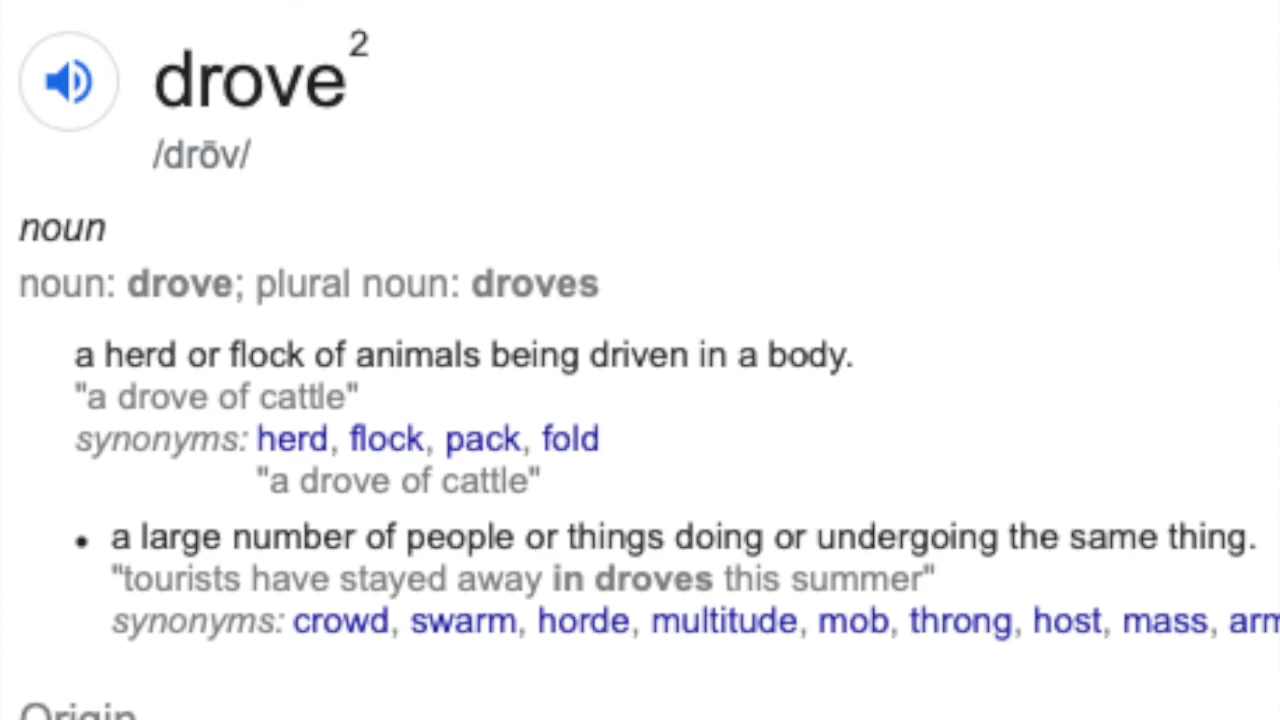 drove²
/drōv/
noun
noun: drove; plural noun: droves
a herd or flock of animals being driven in a body.
"a drove of cattle"
synonyms: herd, flock, pack, fold
"a drove of cattle"
• a large number of people or things doing or undergoing the same thing.
"tourists have stayed away in droves this summer"
synonyms: crowd, swarm, horde, multitude, mob, throng, host, mass, arm
Origin